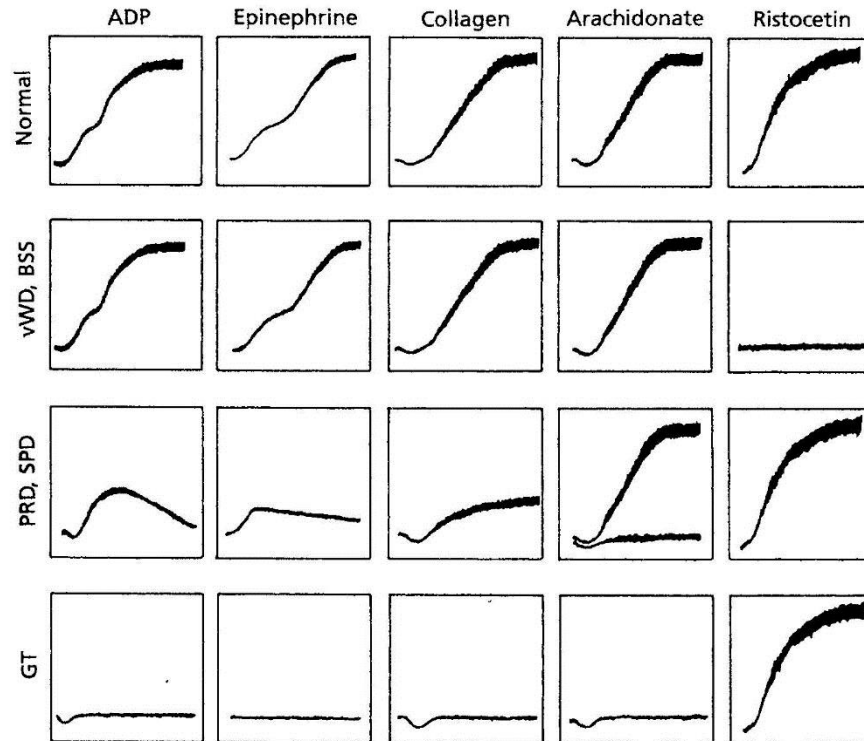 ADP Epinephrine Collagen Arachidonate Ristocetin
Normal
vWD, BSS
PRD, SPD
GT